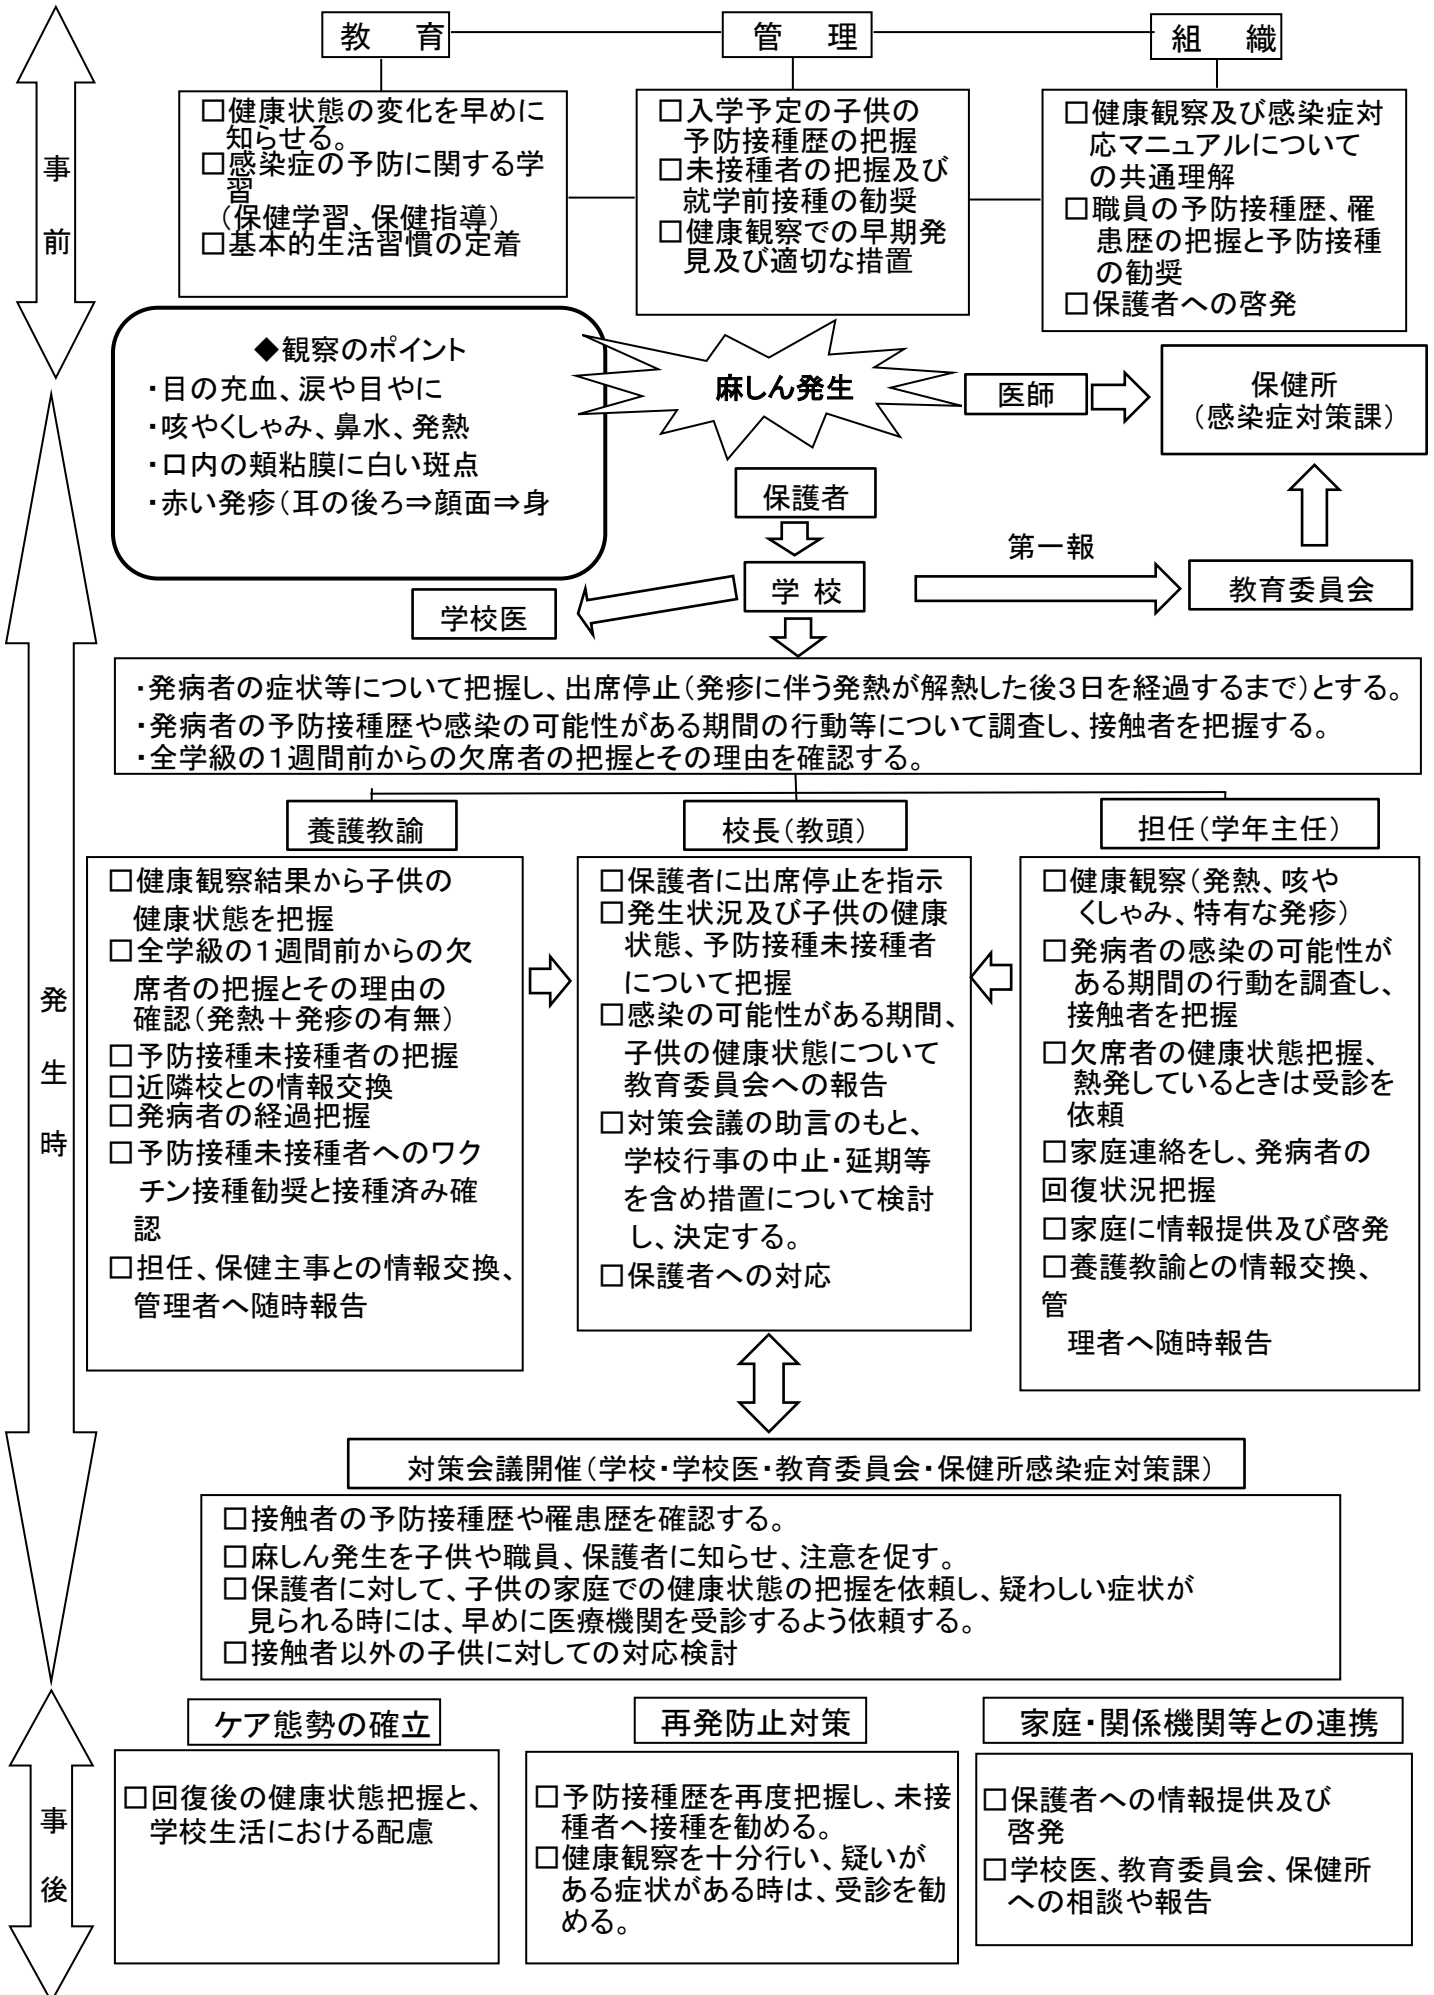 教　育
管　理
組　織
事前
□健康状態の変化を早めに
知らせる。
□感染症の予防に関する学
習
（保健学習、保健指導）
□基本的生活習慣の定着
□入学予定の子供の
予防接種歴の把握
□未接種者の把握及び
就学前接種の勧奨
□健康観察での早期発
見及び適切な措置
□健康観察及び感染症対
応マニュアルについて
の共通理解
□職員の予防接種歴、罹
患歴の把握と予防接種
の勧奨
□保護者への啓発
◆観察のポイント
・目の充血、涙や目やに
・咳やくしゃみ、鼻水、発熱
・口内の頬粘膜に白い斑点
・赤い発疹（耳の後ろ⇒顔面⇒身
麻しん発生
医師
保健所
（感染症対策課）
保護者
第一報
学 校
教育委員会
学校医
発生時
・発病者の症状等について把握し、出席停止（発疹に伴う発熱が解熱した後３日を経過するまで）とする。
・発病者の予防接種歴や感染の可能性がある期間の行動等について調査し、接触者を把握する。
・全学級の１週間前からの欠席者の把握とその理由を確認する。
養護教諭
□健康観察結果から子供の
健康状態を把握
□全学級の１週間前からの欠
席者の把握とその理由の
確認（発熱＋発疹の有無）
□予防接種未接種者の把握
□近隣校との情報交換
□発病者の経過把握
□予防接種未接種者へのワク
チン接種勧奨と接種済み確
認
□担任、保健主事との情報交換、
管理者へ随時報告
校長（教頭）
□保護者に出席停止を指示
□発生状況及び子供の健康
状態、予防接種未接種者
について把握
□感染の可能性がある期間、
子供の健康状態について
教育委員会への報告
□対策会議の助言のもと、
学校行事の中止・延期等
を含め措置について検討
し、決定する。
□保護者への対応
担任（学年主任）
□健康観察（発熱、咳や
くしゃみ、特有な発疹）
□発病者の感染の可能性が
ある期間の行動を調査し、
接触者を把握
□欠席者の健康状態把握、
熱発しているときは受診を
依頼
□家庭連絡をし、発病者の
回復状況把握
□家庭に情報提供及び啓発
□養護教諭との情報交換、
管
理者へ随時報告
対策会議開催（学校・学校医・教育委員会・保健所感染症対策課）
□接触者の予防接種歴や罹患歴を確認する。
□麻しん発生を子供や職員、保護者に知らせ、注意を促す。
□保護者に対して、子供の家庭での健康状態の把握を依頼し、疑わしい症状が
見られる時には、早めに医療機関を受診するよう依頼する。
□接触者以外の子供に対しての対応検討
事後
ケア態勢の確立
□回復後の健康状態把握と、
学校生活における配慮
再発防止対策
□予防接種歴を再度把握し、未接
種者へ接種を勧める。
□健康観察を十分行い、疑いが
ある症状がある時は、受診を勧
める。
家庭・関係機関等との連携
□保護者への情報提供及び
啓発
□学校医、教育委員会、保健所
への相談や報告